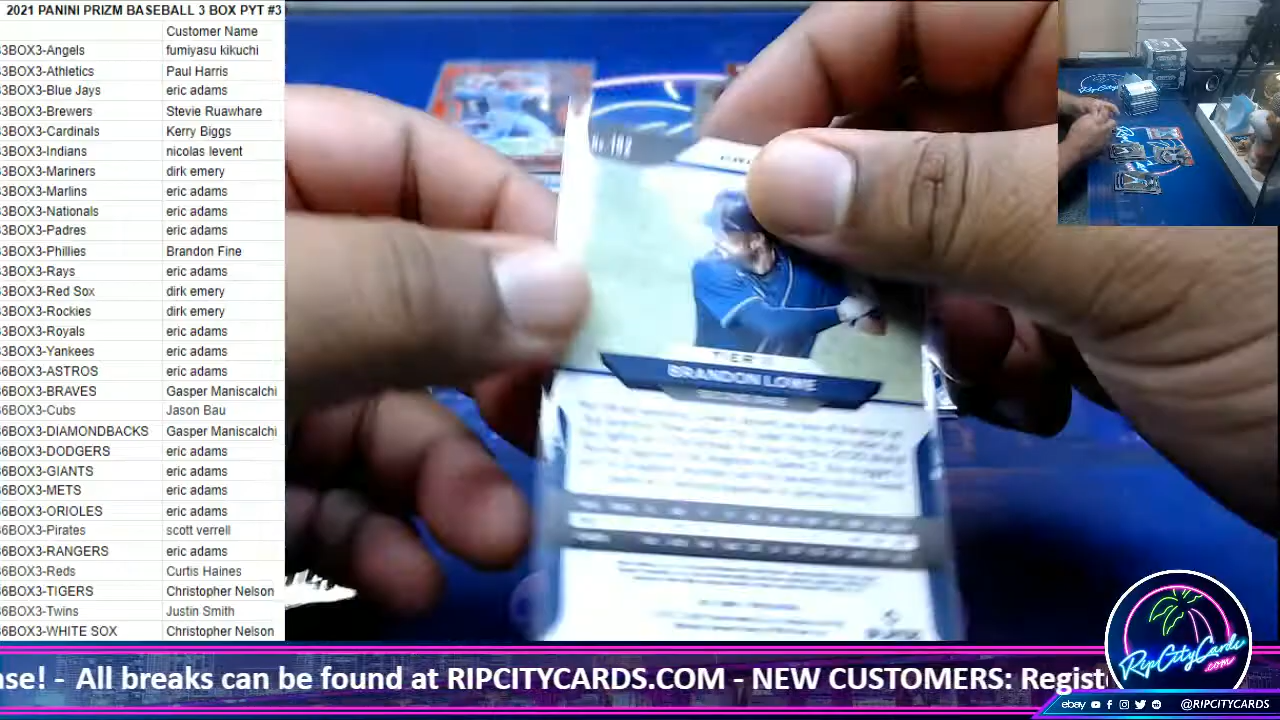 2021 PANINI PRIZM BASEBALL 3 BOX PYT #3
Customer Name
3BOX3-Angels fumiyasu kikuchi
3BOX3-Athletics Paul Harris
3BOX3-Blue Jays eric adams
3BOX3-Brewers Stevie Ruawhare
3BOX3-Cardinals Kerry Biggs
3BOX3-Indians nicolas levent
3BOX3-Mariners dirk emery
3BOX3-Marlins eric adams
3BOX3-Nationals eric adams
3BOX3-Padres eric adams
3BOX3-Phillies Brandon Fine
3BOX3-Rays eric adams
3BOX3-Red Sox dirk emery
3BOX3-Rockies dirk emery
3BOX3-Royals eric adams
3BOX3-Yankees eric adams
6BOX3-ASTROS eric adams
6BOX3-BRAVES Gasper Maniscalchi
6BOX3-Cubs Jason Bau
6BOX3-DIAMONDBACKS Gasper Maniscalchi
6BOX3-DODGERS eric adams
6BOX3-GIANTS eric adams
6BOX3-METS eric adams
6BOX3-ORIOLES eric adams
6BOX3-Pirates scott verrell
6BOX3-RANGERS eric adams
6BOX3-Reds Curtis Haines
6BOX3-TIGERS Christopher Nelson
6BOX3-Twins Justin Smith
6BOX3-WHITE SOX Christopher Nelson
TIER II
BRANDON LOWE
se! - All breaks can be found at RIPCITYCARDS.COM - NEW CUSTOMERS: Regist
RipCityCards
.com
ebay @RIPCITYCARDS